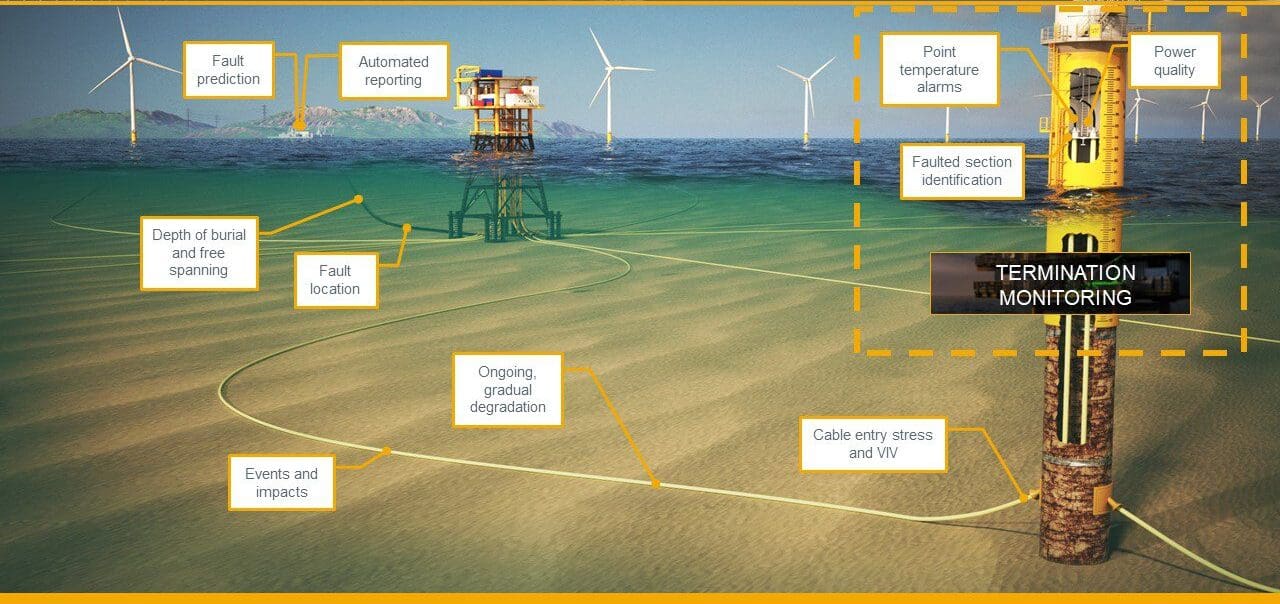 Fault
prediction
Automated
reporting
Point
temperature
alarms
Power
quality
Faulted section
identification
Depth of burial
and free
spanning
Fault
location
TERMINATION
MONITORING
Ongoing,
gradual
degradation
Cable entry stress
and VIV
Events and
impacts